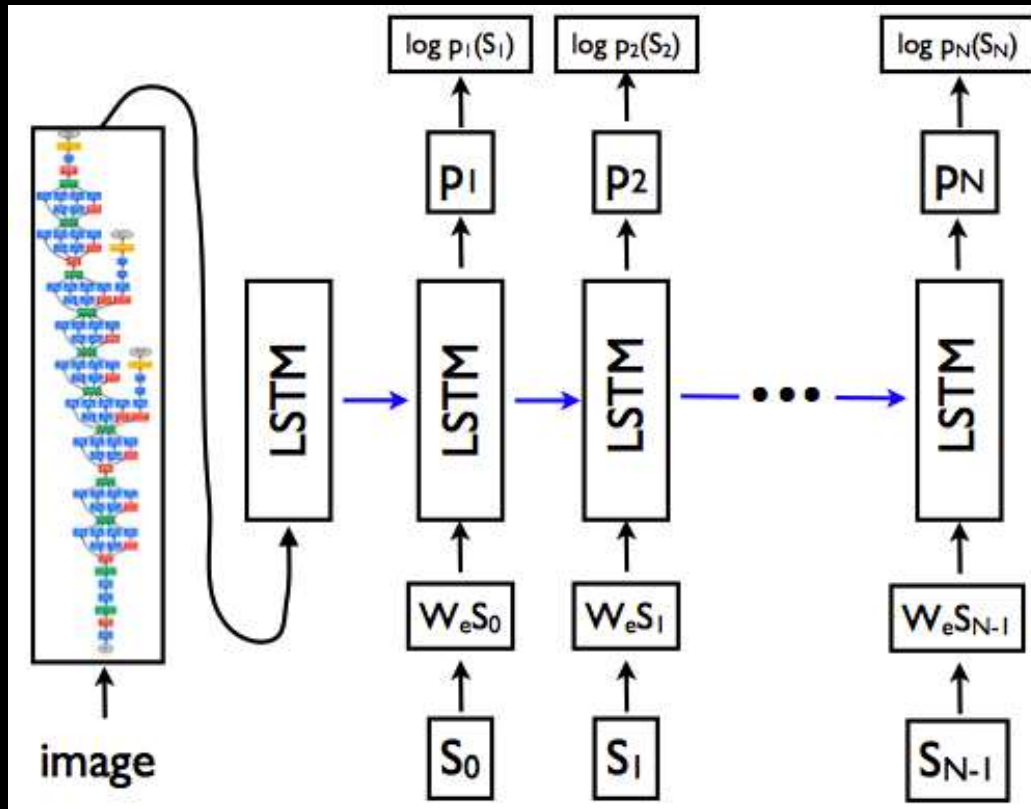 log p₁(S₁) log p₂(S₂) log pN(SN)
p₁ p₂ pN
LSTM LSTM LSTM ••• LSTM
WeS₀ WeS₁ WeSN-1
image S₀ S₁ SN-1